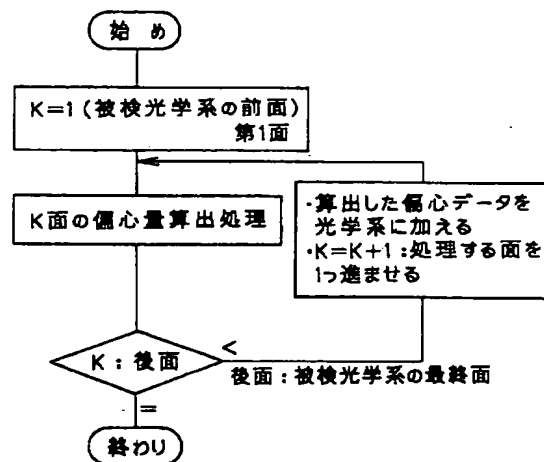 始め
K=1(被検光学系の前面)
第1面
K面の偏心量算出処理
・算出した偏心データを
光学系に加える
・K=K+1:処理する面を
1っ進ませる
K:後面
<
後面:被検光学系の最終面
=
終わり